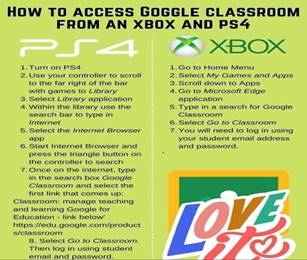 How to access Goggle classroom
from an xbox and ps4
PS4
1. Turn on PS4
2. Use your controller to scroll
to the far right of the bar
with games to Library
3. Select Library application
4. Within the library use the
search bar to type in
Internet
5. Select the Internet Browser
app
6. Start Internet Browser and
press the triangle button on
the controller to search
7. Once on the internet, type
in the search box Google
Classroom and select the
first link that comes up:
Classroom: manage teaching
and learning Google for
Education - link below'
https://edu.google.com/product
s/classroom
8. Select Go to Classroom.
Then log in using student
email and password.
XBOX
1. Go to Home Menu
2. Select My Games and Apps
3. Scroll down to Apps
4. Go to Microsoft Edge
application
5. Type in a search for Google
Classroom
6. Select Go to Classroom
7. You will need to log in using
your student email address
and password.
LOVE
it